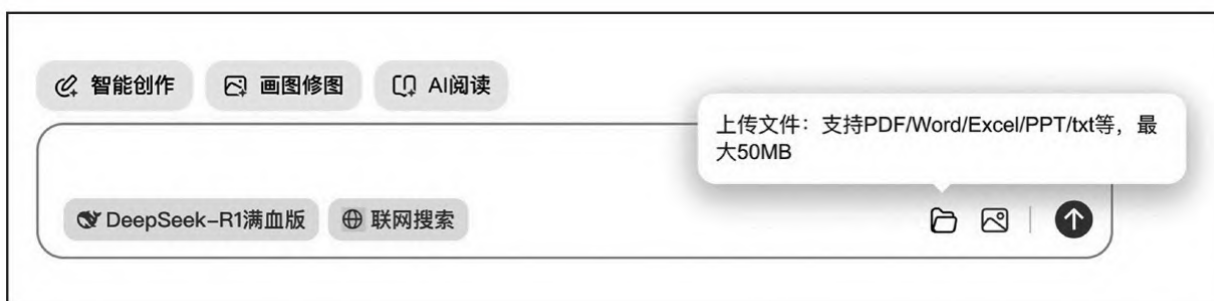 智能创作
画图修图
AI阅读
上传文件：支持PDF/Word/Excel/PPT/txt等，最
大50MB
DeepSeek-R1满血版
联网搜索